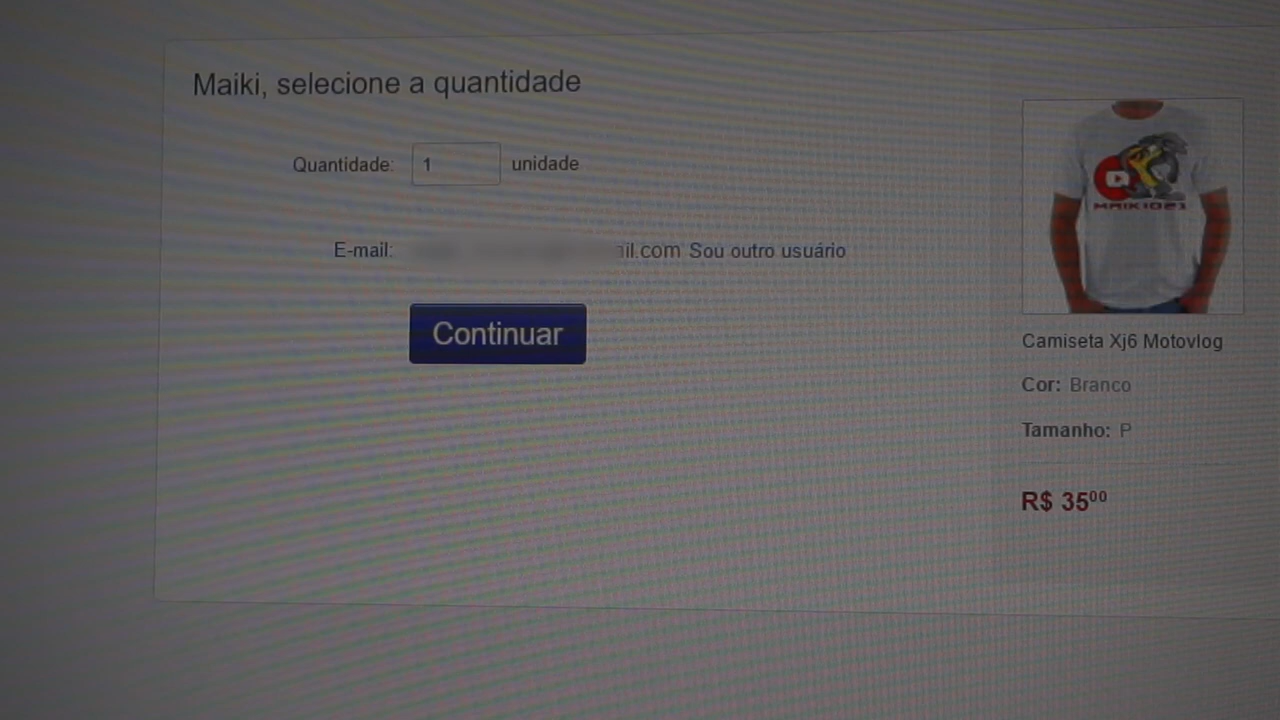 Maiki, selecione a quantidade
Quantidade: 1 unidade
E-mail: il.com Sou outro usuário
Continuar
MAIKI021
Camiseta Xj6 Motovlog
Cor: Branco
Tamanho: P
R$ 35⁰⁰